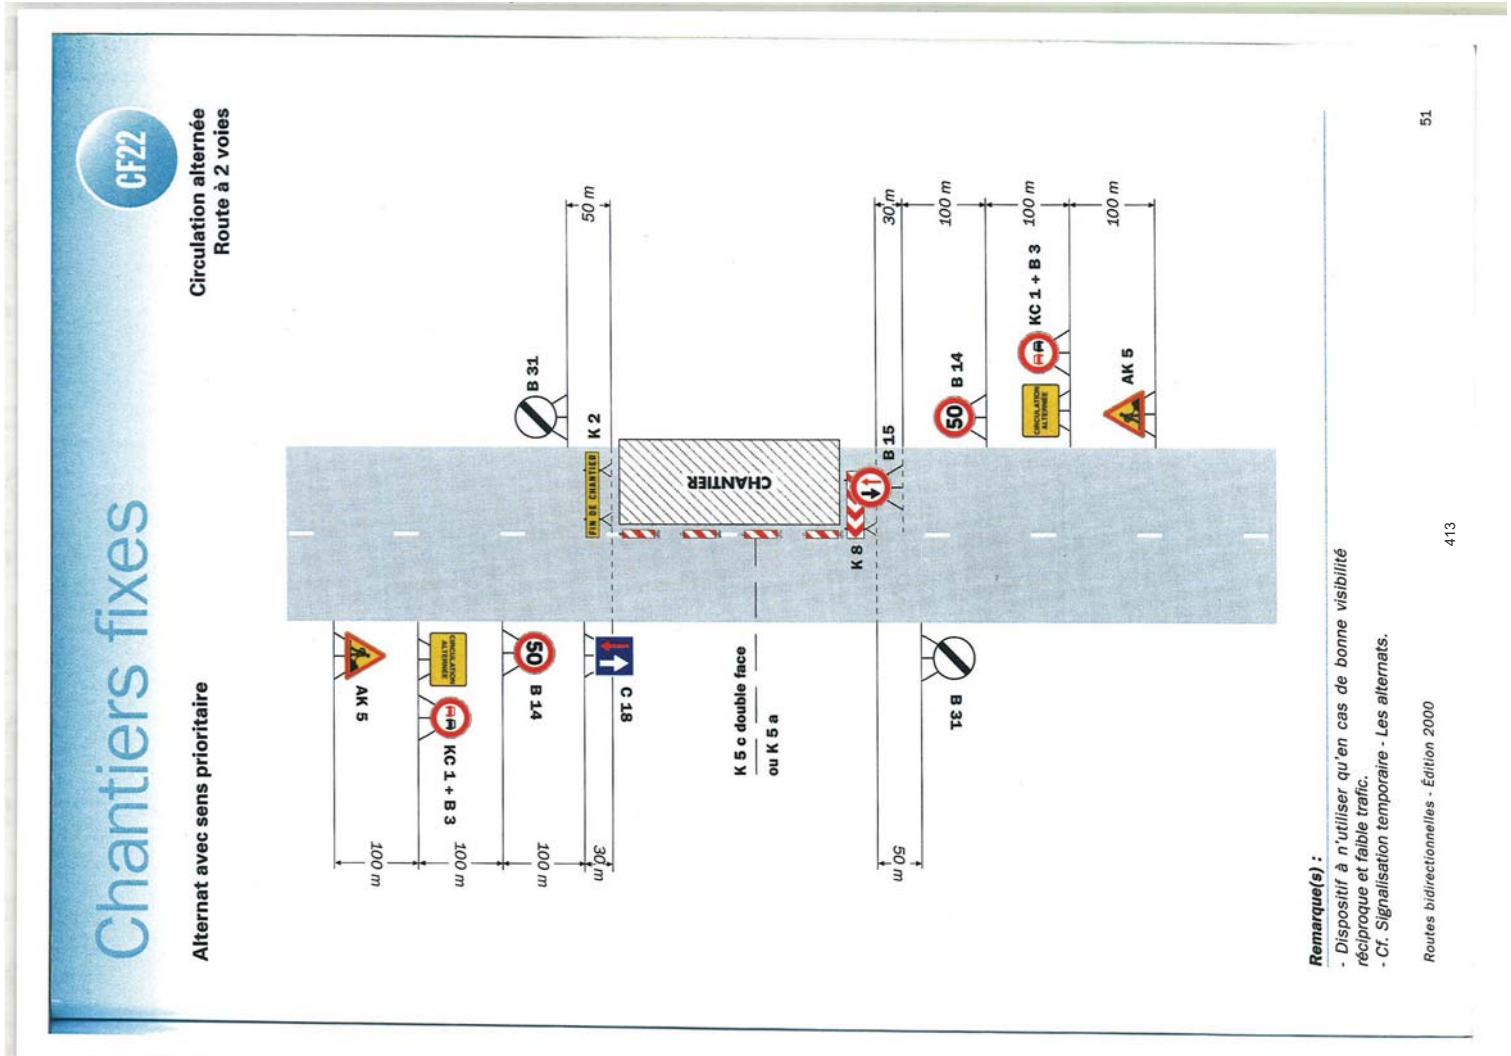 Chantiers fixes
CF22
Alternat avec sens prioritaire
Circulation alternée
Route à 2 voies
AK 5
CIRCULATION
ALTERNÉE
KC 1 + B 3
50
B 14
C 18
100 m
100 m
100 m
30 m
B 31
50 m
FIN DE CHANTIER
K 2
CHANTIER
K 5 c double face
ou K 5 a
K 8
B 15
B 31
50 m
30 m
100 m
100 m
100 m
50
B 14
CIRCULATION
ALTERNÉE
KC 1 + B 3
AK 5
Remarque(s) :
- Dispositif à n'utiliser qu'en cas de bonne visibilité
réciproque et faible trafic.
- Cf. Signalisation temporaire - Les alternats.
Routes bidirectionnelles - Édition 2000
51
413